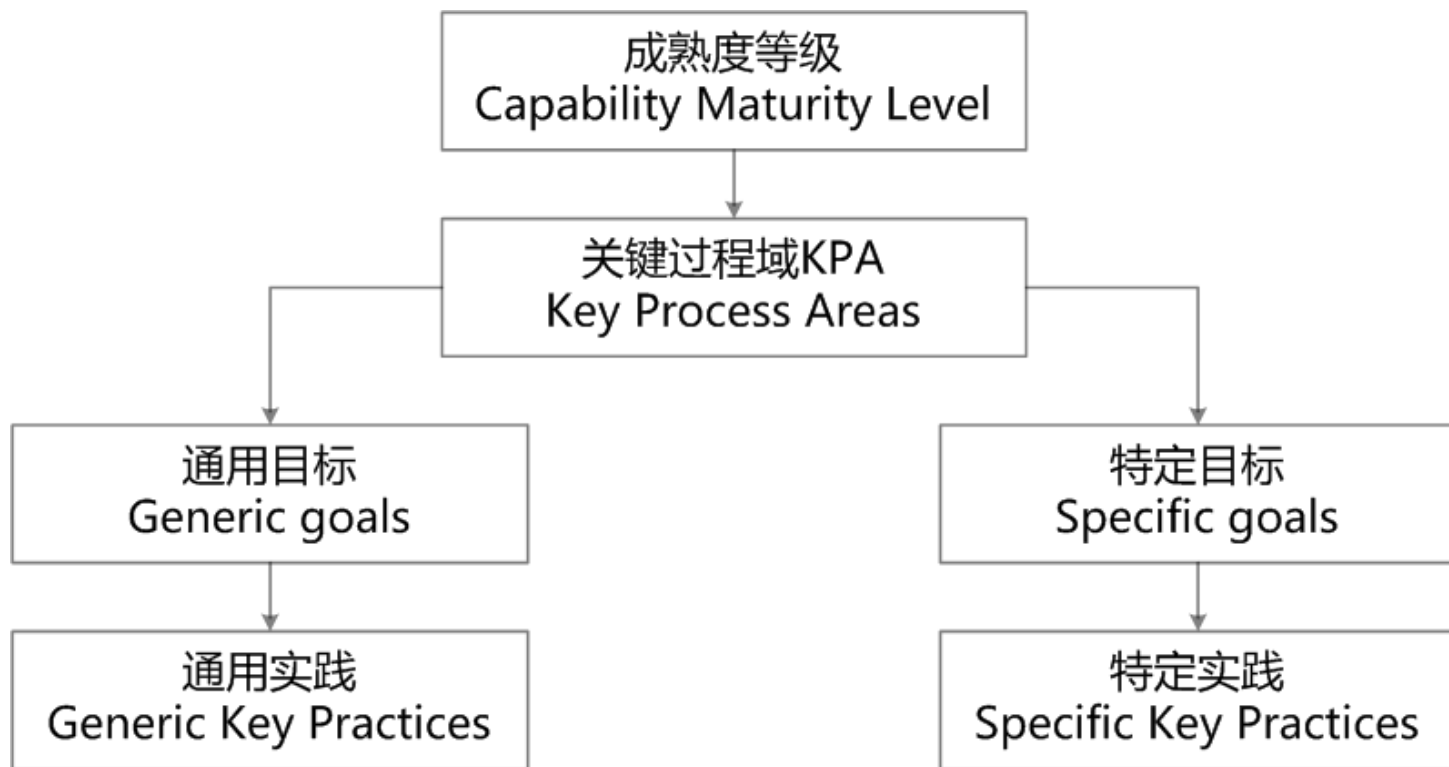 成熟度等级
Capability Maturity Level
关键过程域KPA
Key Process Areas
通用目标
Generic goals
特定目标
Specific goals
通用实践
Generic Key Practices
特定实践
Specific Key Practices